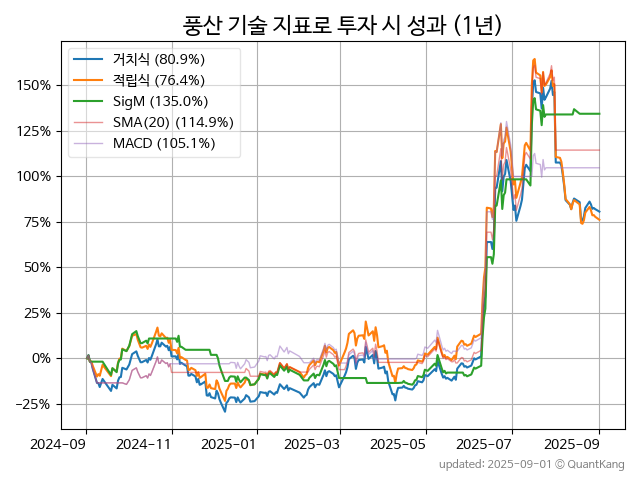 풍산 기술 지표로 투자 시 성과 (1년)
거치식 (80.9%)
적립식 (76.4%)
SigM (135.0%)
SMA(20) (114.9%)
MACD (105.1%)
150%
125%
100%
75%
50%
25%
0%
−25%
2024-09 2024-11 2025-01 2025-03 2025-05 2025-07 2025-09
updated: 2025-09-01 © QuantKang